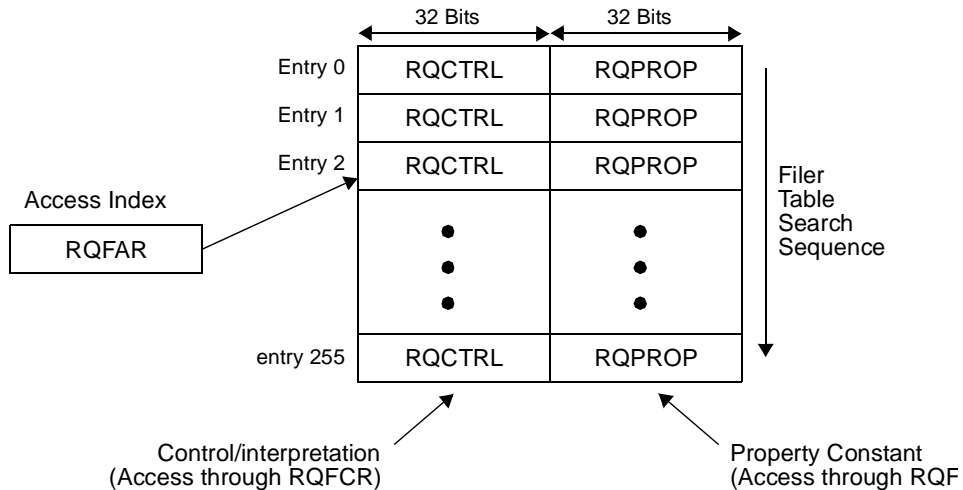 32 Bits 32 Bits
Entry 0 RQCTRL RQPROP
Entry 1 RQCTRL RQPROP
Entry 2 RQCTRL RQPROP
Filer
Table
Search
Sequence
Access Index
RQFAR
entry 255 RQCTRL RQPROP
Control/interpretation
(Access through RQFCR)
Property Constant
(Access through RQF